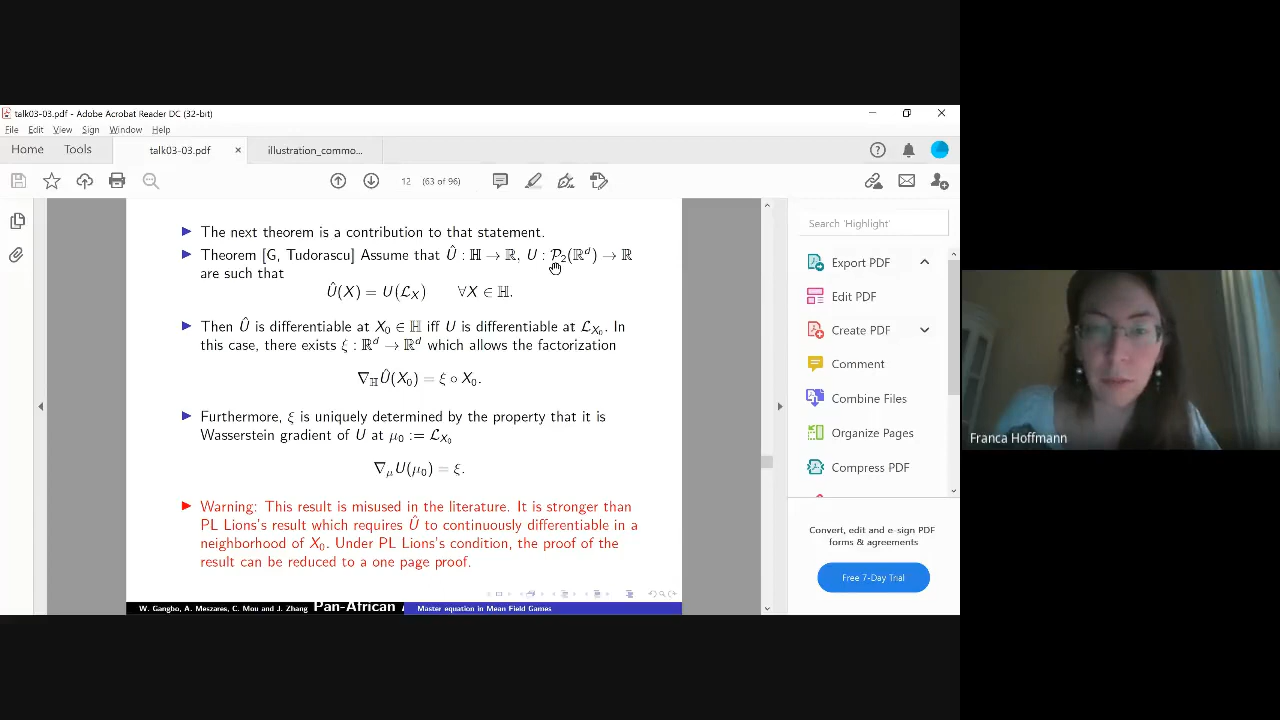 talk03-03.pdf - Adobe Acrobat Reader DC (32-bit)
File Edit View Sign Window Help
Home Tools talk03-03.pdf × illustration_commo...
12 (63 of 96)
▶ The next theorem is a contribution to that statement.
▶ Theorem [G, Tudorascu] Assume that Û : ℍ → ℝ, U : 𝒫₂(ℝᵈ) → ℝ
are such that
Û(X) = U(ℒ_X) ∀X ∈ ℍ.
▶ Then Û is differentiable at X₀ ∈ ℍ iff U is differentiable at ℒ_X₀. In
this case, there exists ξ : ℝᵈ → ℝᵈ which allows the factorization
∇_ℍ Û(X₀) = ξ ∘ X₀.
▶ Furthermore, ξ is uniquely determined by the property that it is
Wasserstein gradient of U at μ₀ := ℒ_X₀
∇_μ U(μ₀) = ξ.
▶ Warning: This result is misused in the literature. It is stronger than
PL Lions's result which requires Û to continuously differentiable in a
neighborhood of X₀. Under PL Lions's condition, the proof of the
result can be reduced to a one page proof.
W. Gangbo, A. Meszares, C. Mou and J. Zhang Pan-African Master equation in Mean Field Games
Search 'Highlight'
Export PDF
Edit PDF
Create PDF
Comment
Combine Files
Organize Pages
Compress PDF
Convert, edit and e-sign PDF
forms & agreements
Free 7-Day Trial
Franca Hoffmann